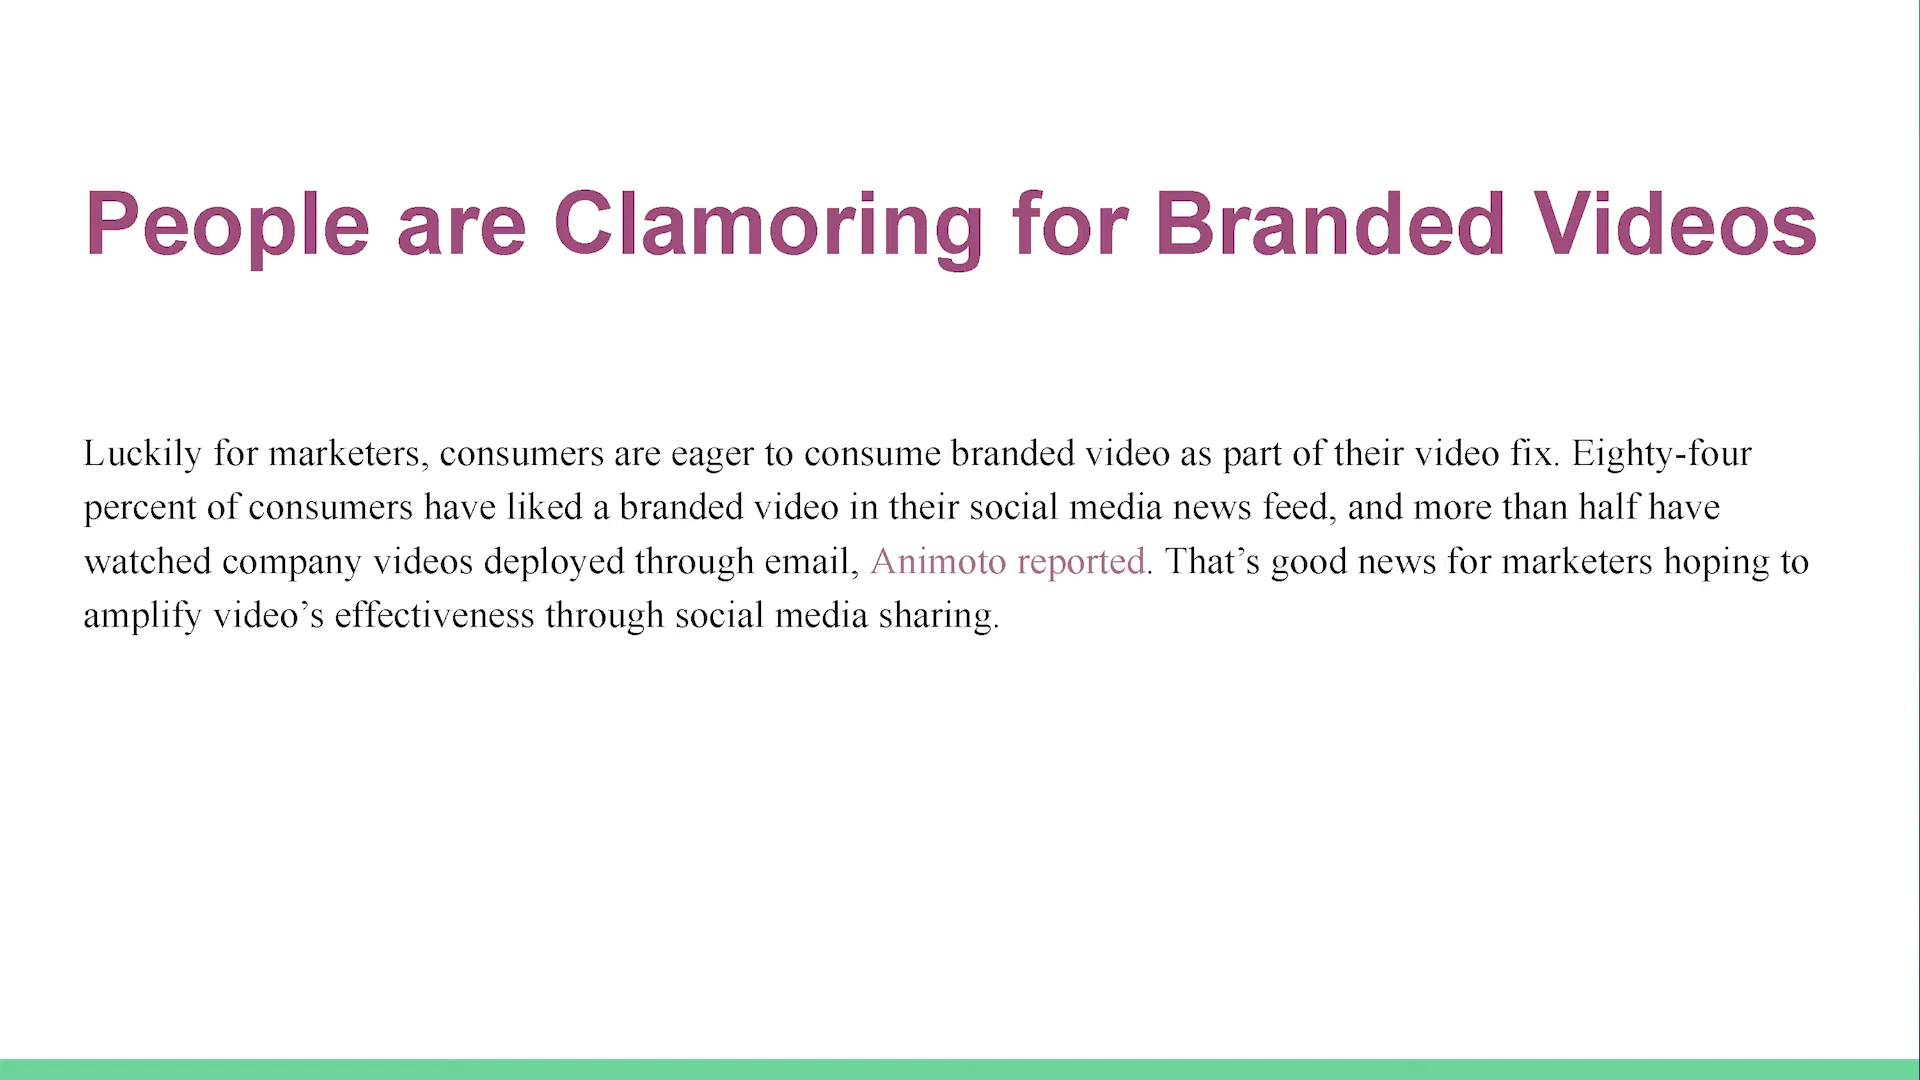 People are Clamoring for Branded Videos
Luckily for marketers, consumers are eager to consume branded video as part of their video fix. Eighty-four
percent of consumers have liked a branded video in their social media news feed, and more than half have
watched company videos deployed through email, Animoto reported. That’s good news for marketers hoping to
amplify video’s effectiveness through social media sharing.